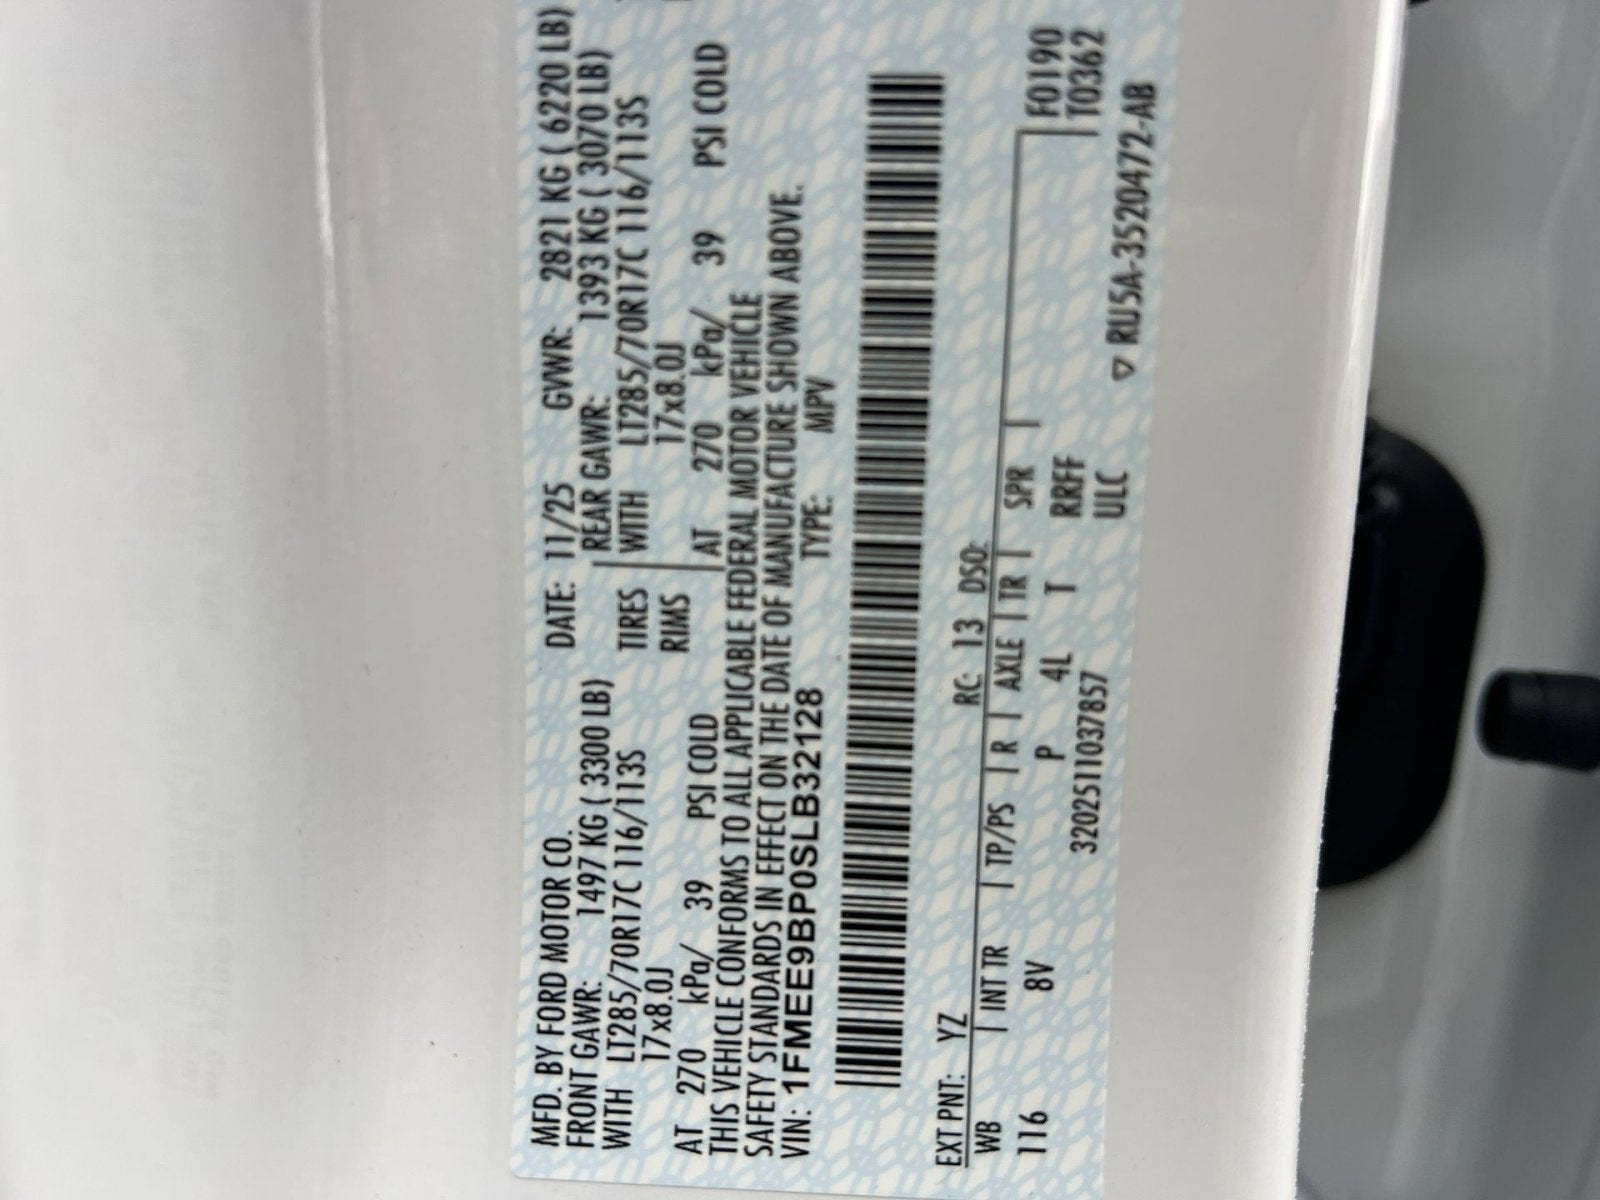 MFD. BY FORD MOTOR CO.
DATE: 11/25 GVWR: 2821 KG ( 6220 LB)
FRONT GAWR: 1497 KG ( 3300 LB) REAR GAWR: 1393 KG ( 3070 LB)
WITH LT285/70R17C 116/113S TIRES WITH LT285/70R17C 116/113S
17x8.0J RIMS 17x8.0J
AT 270 kPa/ 39 PSI COLD AT 270 kPa/ 39 PSI COLD
THIS VEHICLE CONFORMS TO ALL APPLICABLE FEDERAL MOTOR VEHICLE
SAFETY STANDARDS IN EFFECT ON THE DATE OF MANUFACTURE SHOWN ABOVE.
VIN: 1FMEE9BP0SLB32128 TYPE: MPV
EXT PNT: YZ RC: 13 DSO:
WB INT TR TP/PS R AXLE TR SPR F0190
116 8V P 4L T RRFF T0362
3202511037857 ULC
▽ RU5A-3520472-AB